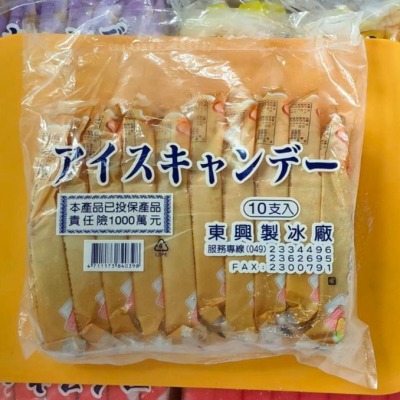 アイスキャンデー
本產品已投保產品
責任險1000萬元
10支入
東興製冰廠
服務專線(049)2334496
2362695
FAX:2300791
4711173840398